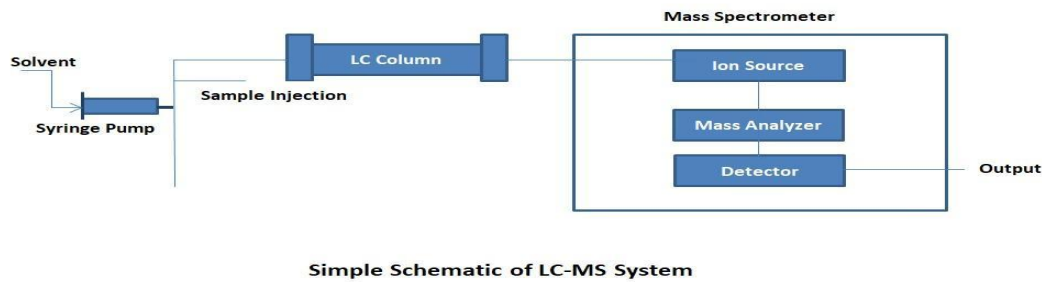 Mass Spectrometer
Solvent
LC Column
Ion Source
Sample Injection
Syringe Pump
Mass Analyzer
Detector
Output
Simple Schematic of LC-MS System